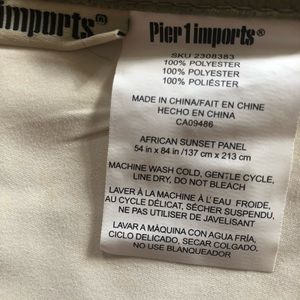 imports®
Pier 1 imports®
SKU 2308383
100% POLYESTER
100% POLYESTER
100% POLIÉSTER
MADE IN CHINA/FAIT EN CHINE
HECHO EN CHINA
CA09486
AFRICAN SUNSET PANEL
54 in x 84 in /137 cm x 213 cm
MACHINE WASH COLD, GENTLE CYCLE,
LINE DRY, DO NOT BLEACH
LAVER À LA MACHINE À L'EAU FROIDE,
AU CYCLE DÉLICAT, SÉCHER SUSPENDU,
NE PAS UTILISER DE JAVELISANT
LAVAR A MÁQUINA CON AGUA FRÍA,
CICLO DELICADO, SECAR COLGADO,
NO USAR BLANQUEADOR